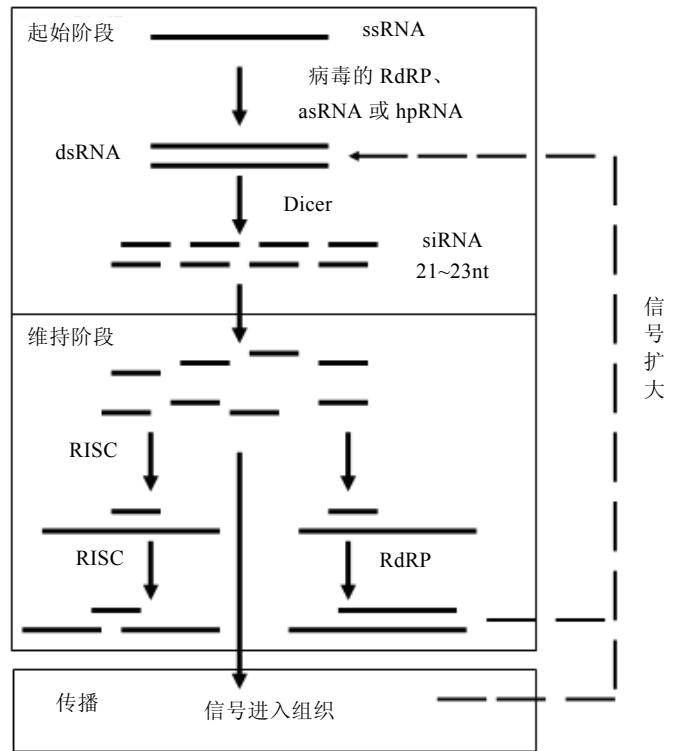 起始阶段
ssRNA
病毒的 RdRP、
asRNA 或 hpRNA
dsRNA
Dicer
siRNA
21~23nt
维持阶段
RISC
RISC
RdRP
传播
信号进入组织
信号扩大